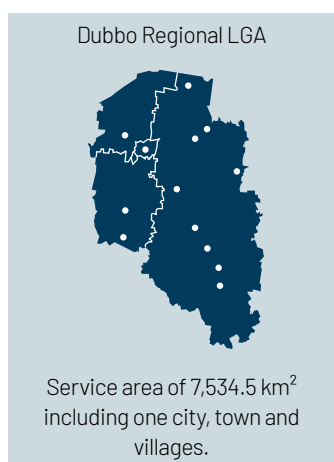 Dubbo Regional LGA
Service area of 7,534.5 km²
including one city, town and
villages.